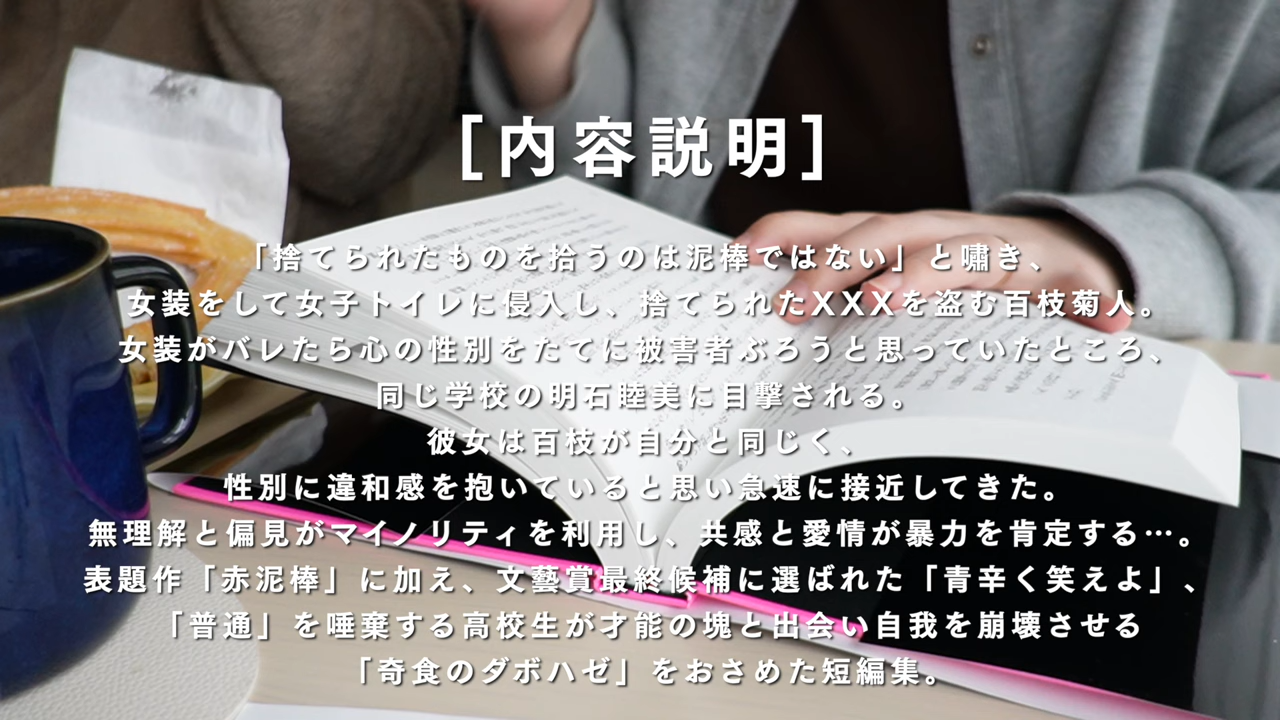 [内容説明]
「捨てられたものを拾うのは泥棒ではない」と嘯き、
女装をして女子トイレに侵入し、捨てられたXXXを盗む百枝菊人。
女装がバレたら心の性別をたてに被害者ぶろうと思っていたところ、
同じ学校の明石睦美に目撃される。
彼女は百枝が自分と同じく、
性別に違和感を抱いていると思い急速に接近してきた。
無理解と偏見がマイノリティを利用し、共感と愛情が暴力を肯定する…。
表題作「赤泥棒」に加え、文藝賞最終候補に選ばれた「青辛く笑えよ」、
「普通」を唾棄する高校生が才能の塊と出会い自我を崩壊させる
「奇食のダボハゼ」をおさめた短編集。